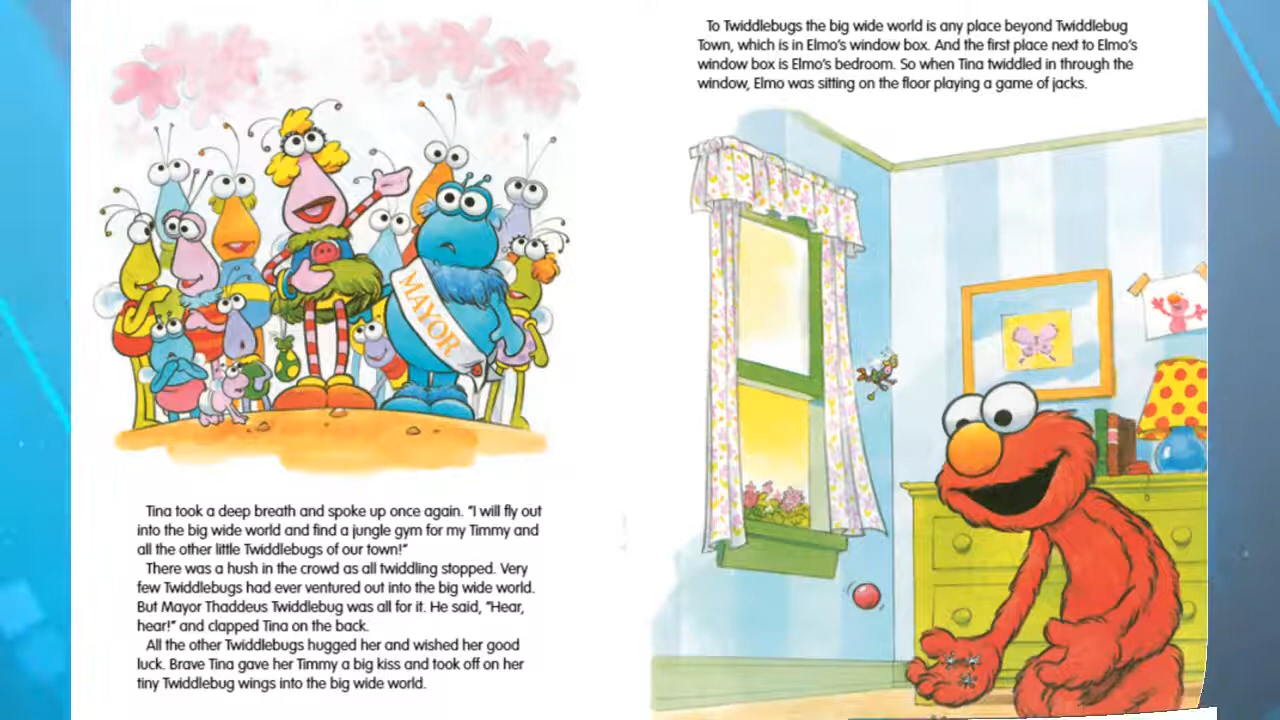 MAYOR
Tina took a deep breath and spoke up once again. "I will fly out
into the big wide world and find a jungle gym for my Timmy and
all the other little Twiddlebugs of our town!"
There was a hush in the crowd as all twiddling stopped. Very
few Twiddlebugs had ever ventured out into the big wide world.
But Mayor Thaddeus Twiddlebug was all for it. He said, "Hear,
hear!" and clapped Tina on the back.
All the other Twiddlebugs hugged her and wished her good
luck. Brave Tina gave her Timmy a big kiss and took off on her
tiny Twiddlebug wings into the big wide world.
To Twiddlebugs the big wide world is any place beyond Twiddlebug
Town, which is in Elmo's window box. And the first place next to Elmo's
window box is Elmo's bedroom. So when Tina twiddled in through the
window, Elmo was sitting on the floor playing a game of jacks.